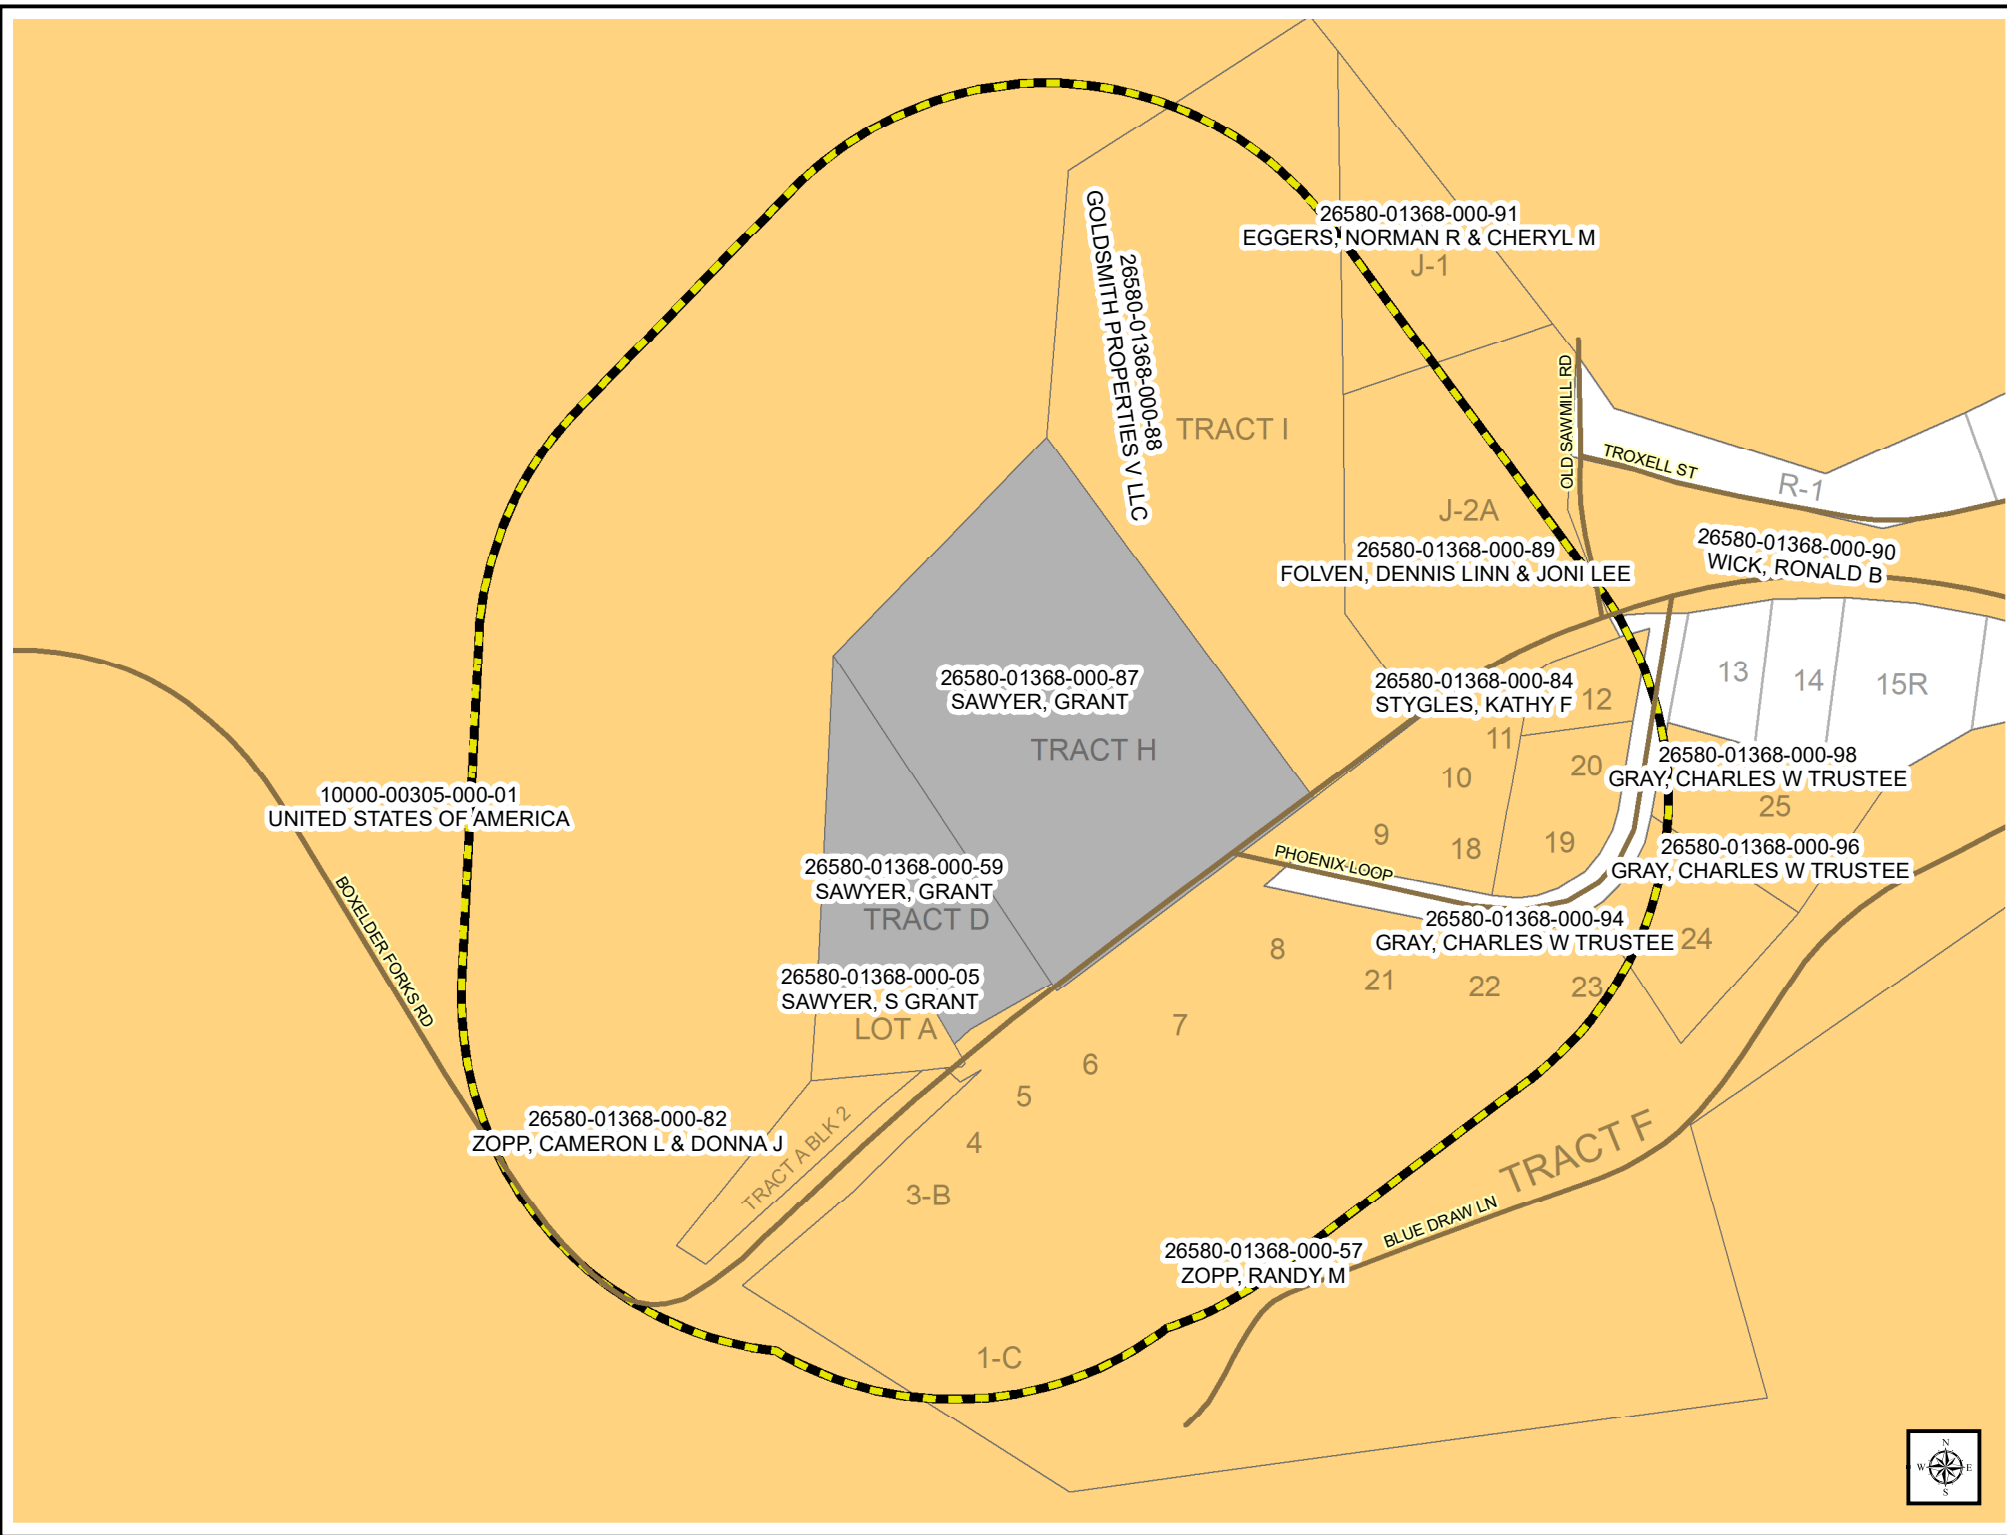 26580-01368-000-91
EGGERS, NORMAN R & CHERYL M
J-1
26580-01368-000-88
GOLDSMITH PROPERTIES V LLC
TRACT I
OLD SAWMILL RD
TROXELL ST
R-1
J-2A
26580-01368-000-89
FOLVEN, DENNIS LINN & JONI LEE
26580-01368-000-90
WICK, RONALD B
26580-01368-000-87
SAWYER, GRANT
TRACT H
26580-01368-000-84
STYGLES, KATHY F
12
13
14
15R
11
10
20
26580-01368-000-98
GRAY, CHARLES W TRUSTEE
25
10000-00305-000-01
UNITED STATES OF AMERICA
9
18
19
26580-01368-000-96
GRAY, CHARLES W TRUSTEE
PHOENIX LOOP
26580-01368-000-59
SAWYER, GRANT
TRACT D
26580-01368-000-94
GRAY, CHARLES W TRUSTEE
24
8
21
22
23
BOXELDER FORKS RD
26580-01368-000-05
SAWYER, S GRANT
LOT A
7
6
5
4
3-B
26580-01368-000-82
ZOPP, CAMERON L & DONNA J
TRACT A BLK 2
TRACT F
BLUE DRAW LN
26580-01368-000-57
ZOPP, RANDY M
1-C
N
W E
S